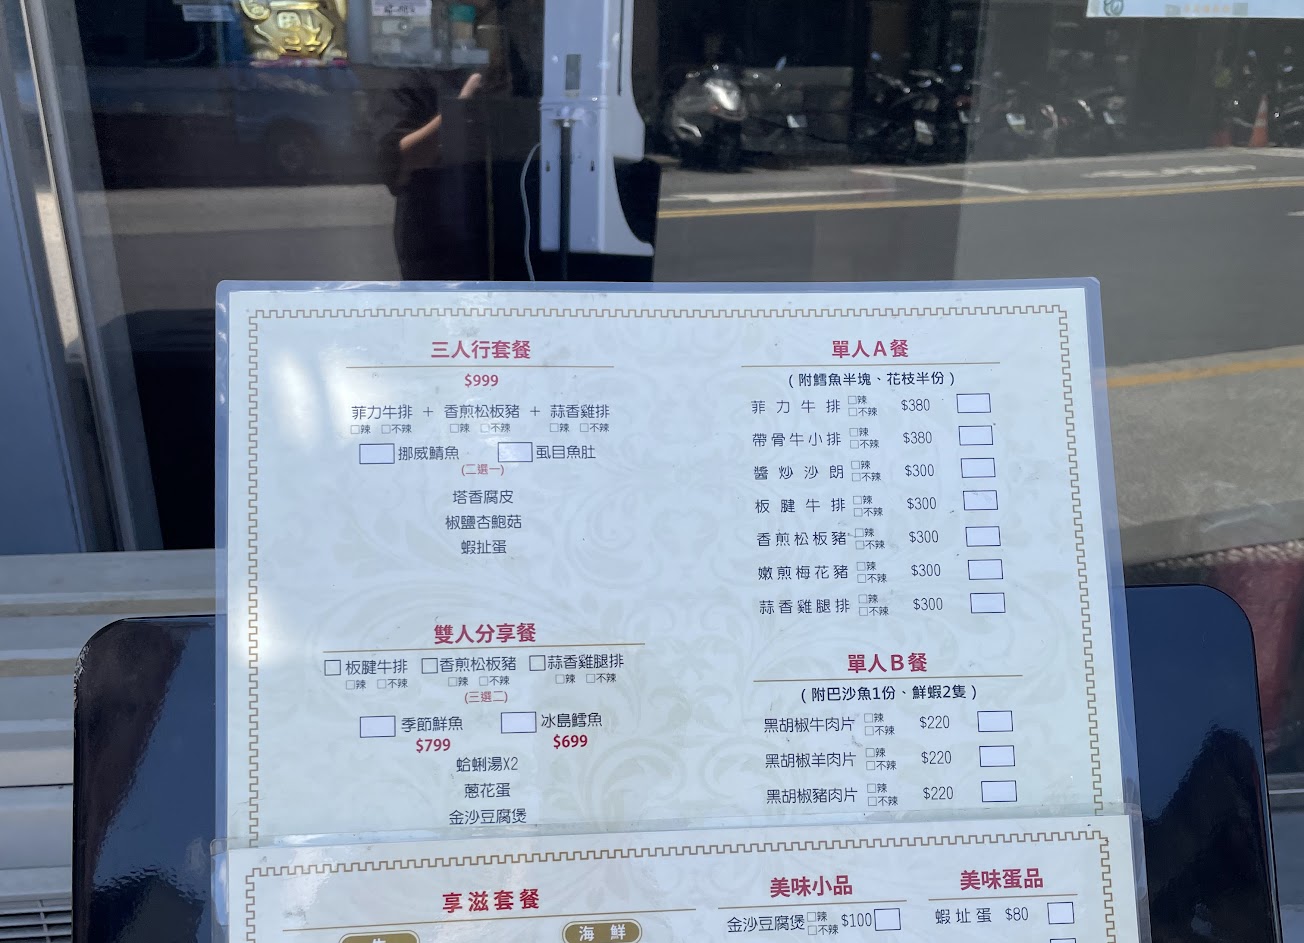 三人行套餐
$999
菲力牛排 + 香煎松板豬 + 蒜香雞排
□辣 □不辣 □辣 □不辣 □辣 □不辣
□挪威鯖魚 □虱目魚肚
(二選一)
塔香腐皮
椒鹽杏鮑菇
蝦扯蛋
雙人分享餐
□板腱牛排 □香煎松板豬 □蒜香雞腿排
□辣 □不辣 □辣 □不辣 □辣 □不辣
(三選二)
□季節鮮魚 □冰島鱈魚
$799 $699
蛤蜊湯X2
蔥花蛋
金沙豆腐煲
單人A餐
(附鱈魚半塊、花枝半份)
菲力牛排 □辣 □不辣 $380 □
帶骨牛小排 □辣 □不辣 $380 □
醬炒沙朗 □辣 □不辣 $300 □
板腱牛排 □辣 □不辣 $300 □
香煎松板豬 □辣 □不辣 $300 □
嫩煎梅花豬 □辣 □不辣 $300 □
蒜香雞腿排 □辣 □不辣 $300 □
單人B餐
(附巴沙魚1份、鮮蝦2隻)
黑胡椒牛肉片 □辣 □不辣 $220 □
黑胡椒羊肉片 □辣 □不辣 $220 □
黑胡椒豬肉片 □辣 □不辣 $220 □
享滋套餐
海鮮
美味小品
金沙豆腐煲 □辣 □不辣 $100 □
美味蛋品
蝦扯蛋 $80 □